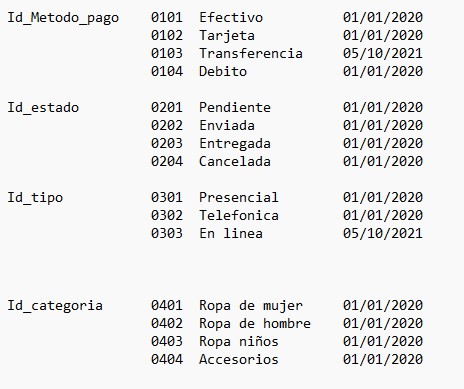 Id_Metodo_pago 0101 Efectivo 01/01/2020
0102 Tarjeta 01/01/2020
0103 Transferencia 05/10/2021
0104 Debito 01/01/2020
Id_estado 0201 Pendiente 01/01/2020
0202 Enviada 01/01/2020
0203 Entregada 01/01/2020
0204 Cancelada 01/01/2020
Id_tipo 0301 Presencial 01/01/2020
0302 Telefonica 01/01/2020
0303 En linea 05/10/2021
Id_categoria 0401 Ropa de mujer 01/01/2020
0402 Ropa de hombre 01/01/2020
0403 Ropa niños 01/01/2020
0404 Accesorios 01/01/2020